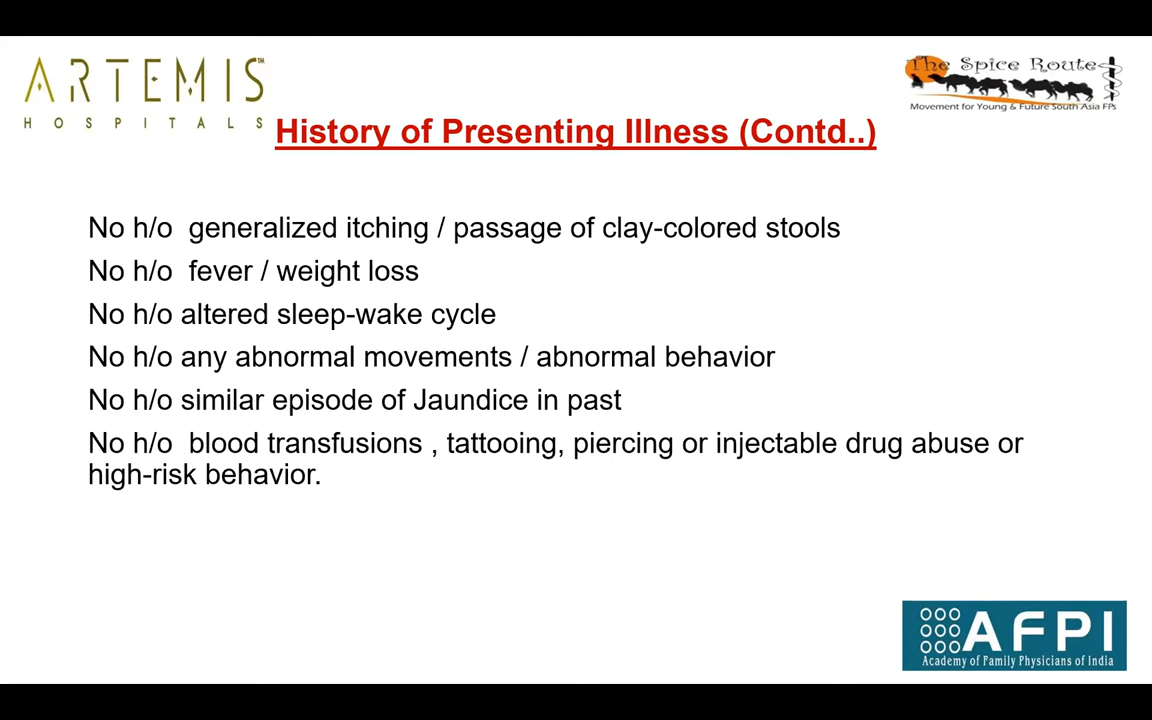 ARTEMIS
HOSPITALS
The Spice Route
Movement for Young & Future South Asia FPs
History of Presenting Illness (Contd..)
No h/o  generalized itching / passage of clay-colored stools
No h/o  fever / weight loss
No h/o altered sleep-wake cycle
No h/o any abnormal movements / abnormal behavior
No h/o similar episode of Jaundice in past
No h/o  blood transfusions , tattooing, piercing or injectable drug abuse or
high-risk behavior.
AFPI
Academy of Family Physicians of India